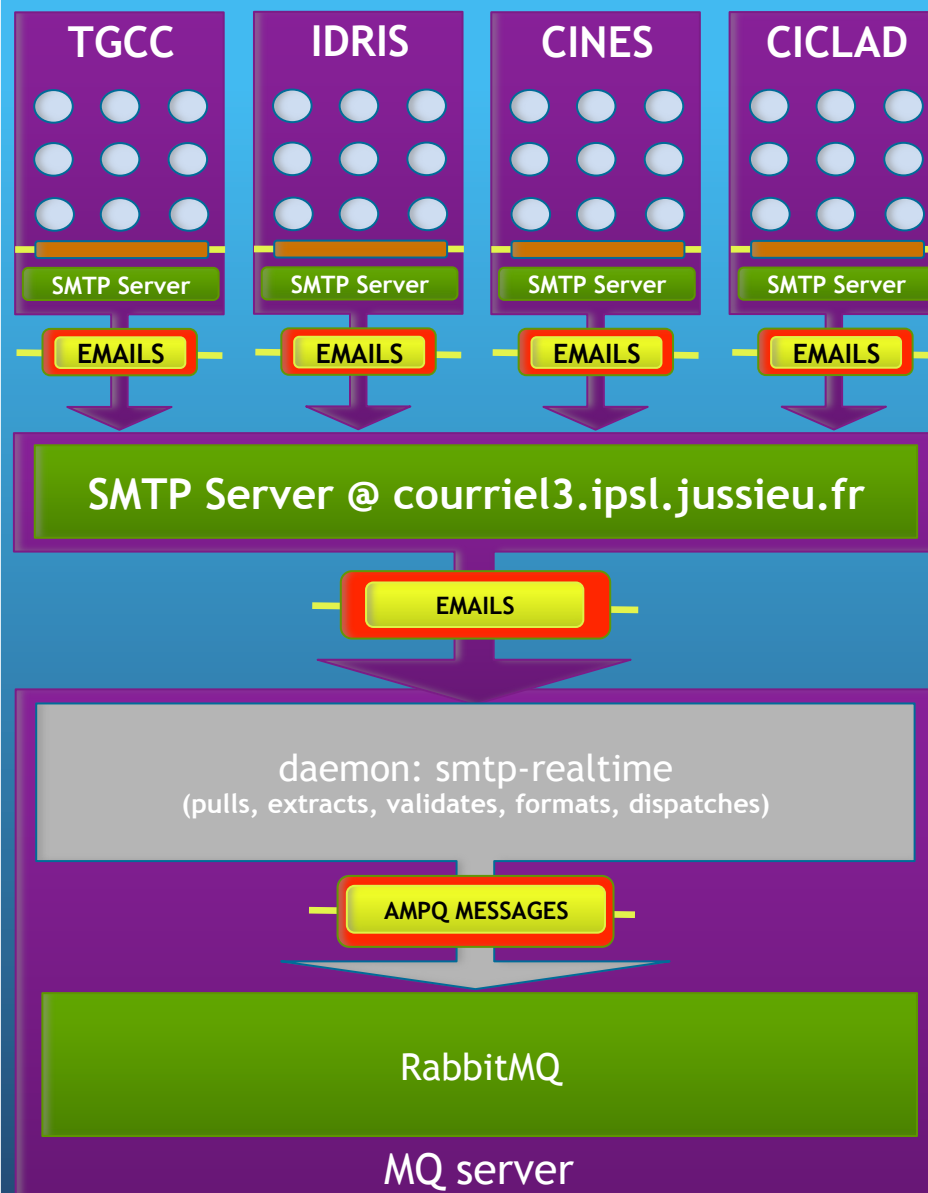 TGCC
IDRIS
CINES
CICLAD
SMTP Server
SMTP Server
SMTP Server
SMTP Server
EMAILS
EMAILS
EMAILS
EMAILS
SMTP Server @ courriel3.ipsl.jussieu.fr
EMAILS
daemon: smtp-realtime
(pulls, extracts, validates, formats, dispatches)
AMPQ MESSAGES
RabbitMQ
MQ server